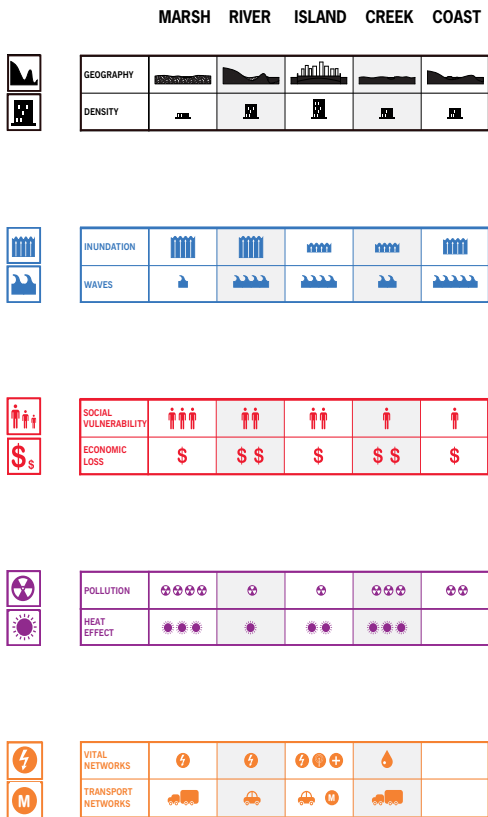 MARSH RIVER ISLAND CREEK COAST
GEOGRAPHY
DENSITY
INUNDATION
WAVES
SOCIAL
VULNERABILITY
$ $
ECONOMIC
LOSS
$ $ $ $ $ $ $
POLLUTION
HEAT
EFFECT
VITAL
NETWORKS
M
TRANSPORT
NETWORKS
M